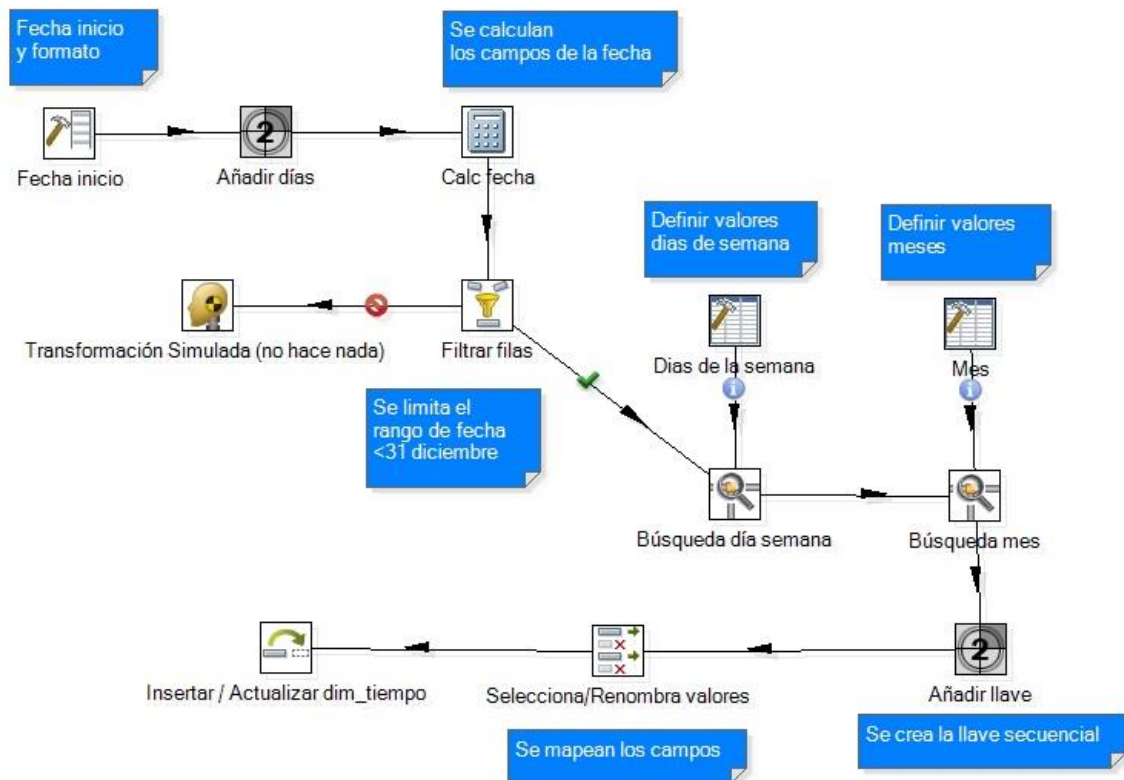 Fecha inicio
y formato
Se calculan
los campos de la fecha
2
Fecha inicio
Añadir días
Calc fecha
Definir valores
dias de semana
Definir valores
meses
Transformación Simulada (no hace nada)
Filtrar filas
Dias de la semana
Mes
i
i
Se limita el
rango de fecha
<31 diciembre
Búsqueda día semana
Búsqueda mes
2
Insertar / Actualizar dim_tiempo
Selecciona/Renombra valores
Añadir llave
Se mapean los campos
Se crea la llave secuencial